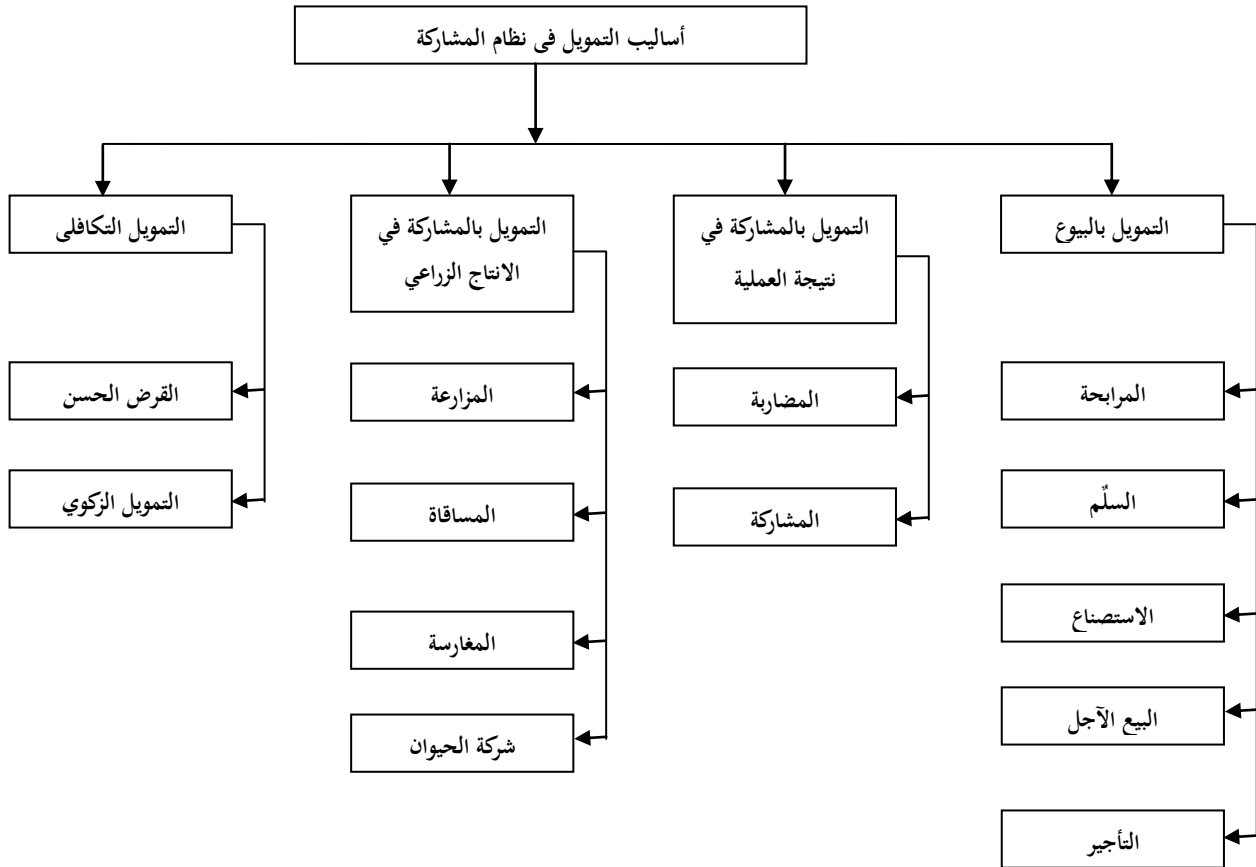 أساليب التمويل فى نظام المشاركة
التمويل بالبيوع
المرابحة
السلٌم
الاستصناع
البيع الآجل
التأجير
التمويل بالمشاركة في
نتيجة العملية
المضاربة
المشاركة
التمويل بالمشاركة في
الانتاج الزراعي
المزارعة
المساقاة
المغارسة
شركة الحيوان
التمويل التكافلى
القرض الحسن
التمويل الزكوي